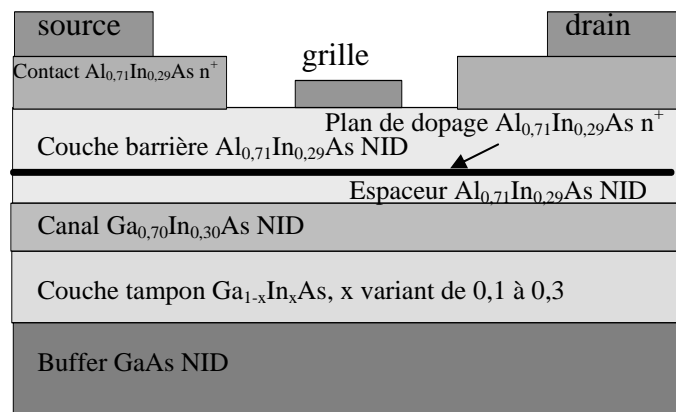 source
drain
grille
Contact Al0,71In0,29As n+
Plan de dopage Al0,71In0,29As n+
Couche barrière Al0,71In0,29As NID
Espaceur Al0,71In0,29As NID
Canal Ga0,70In0,30As NID
Couche tampon Ga1-xInxAs, x variant de 0,1 à 0,3
Buffer GaAs NID